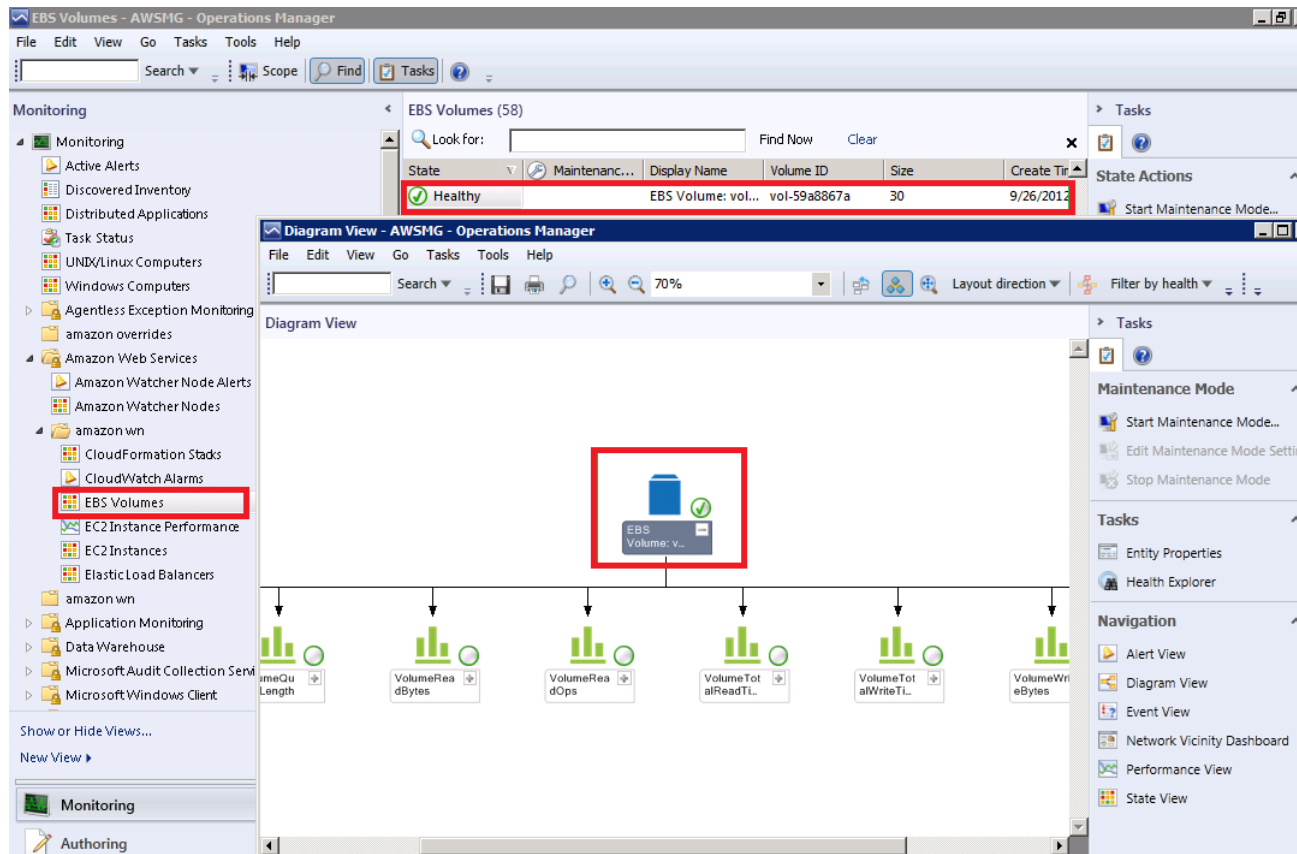 EBS Volumes - AWSMG - Operations Manager
File Edit View Go Tasks Tools Help
Search Scope Find Tasks
Monitoring
Monitoring
Active Alerts
Discovered Inventory
Distributed Applications
Task Status
UNIX/Linux Computers
Windows Computers
Agentless Exception Monitoring
amazon overrides
Amazon Web Services
Amazon Watcher Node Alerts
Amazon Watcher Nodes
amazon wn
CloudFormation Stacks
CloudWatch Alarms
EBS Volumes
EC2 Instance Performance
EC2 Instances
Elastic Load Balancers
amazon wn
Application Monitoring
Data Warehouse
Microsoft Audit Collection Servi
Microsoft Windows Client
Show or Hide Views...
New View
Monitoring
Authoring
EBS Volumes (58)
Look for: Find Now Clear
State Maintenanc... Display Name Volume ID Size Create Tim
Healthy EBS Volume: vol... vol-59a8867a 30 9/26/2012
Tasks
State Actions
Start Maintenance Mode...
Diagram View - AWSMG - Operations Manager
File Edit View Go Tasks Tools Help
Search 70% Layout direction Filter by health
Diagram View
EBS
Volume: v...
umeQu
Length
VolumeRea
dBytes
VolumeRea
dOps
VolumeTot
alReadTi...
VolumeTot
alWriteTi...
VolumeWri
eBytes
Tasks
Maintenance Mode
Start Maintenance Mode...
Edit Maintenance Mode Setti
Stop Maintenance Mode
Tasks
Entity Properties
Health Explorer
Navigation
Alert View
Diagram View
Event View
Network Vicinity Dashboard
Performance View
State View